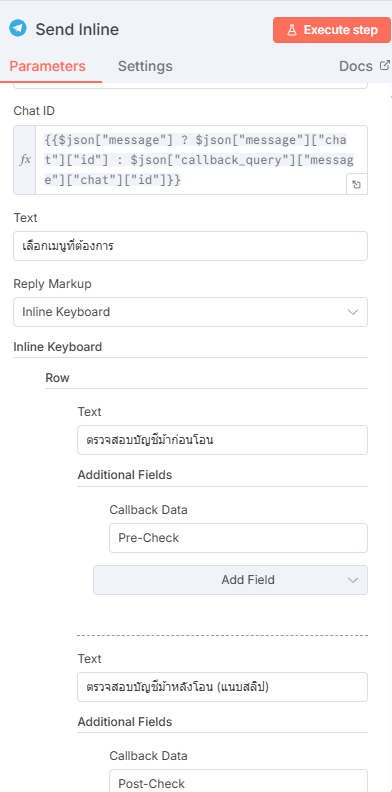 Send Inline
Execute step
Parameters
Settings
Docs
Chat ID
fx
{{$json["message"] ? $json["message"]["cha
t"]["id"] : $json["callback_query"]["messag
e"]["chat"]["id"]}}
Text
เลือกเมนูที่ต้องการ
Reply Markup
Inline Keyboard
Inline Keyboard
Row
Text
ตรวจสอบบัญชีม้าก่อนโอน
Additional Fields
Callback Data
Pre-Check
Add Field
Text
ตรวจสอบบัญชีม้าหลังโอน (แนบสลิป)
Additional Fields
Callback Data
Post-Check